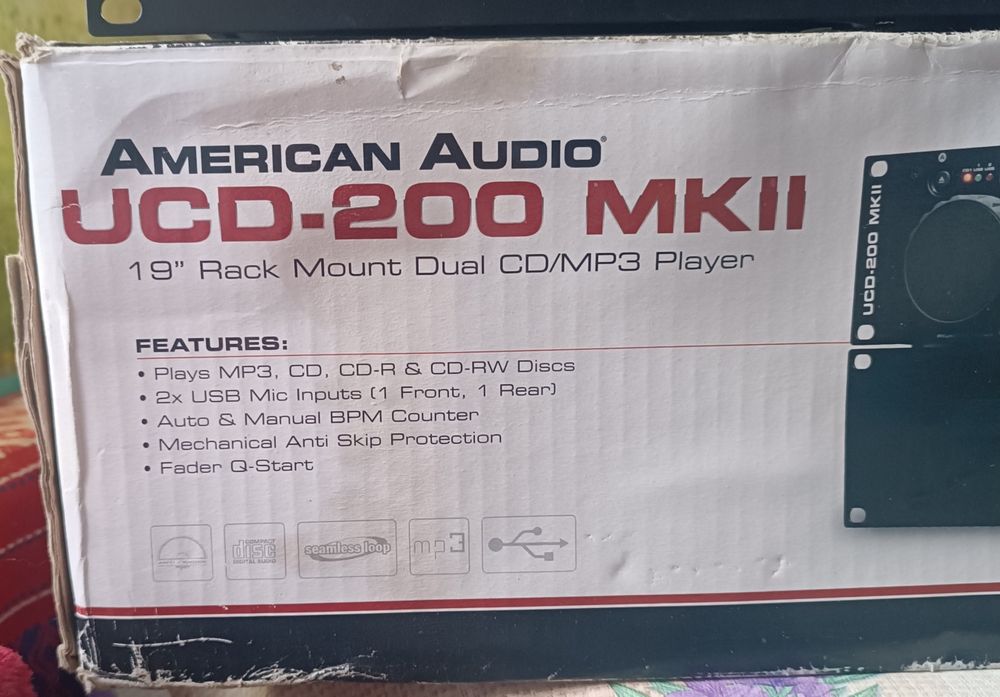 AMERICAN AUDIO®
UCD-200 MKII
19" Rack Mount Dual CD/MP3 Player
FEATURES:
• Plays MP3, CD, CD-R & CD-RW Discs
• 2x USB Mic Inputs (1 Front, 1 Rear)
• Auto & Manual BPM Counter
• Mechanical Anti Skip Protection
• Fader Q-Start
COMPACT
disc
DIGITAL AUDIO
seamless loop
mp3
UCD-200 MKII